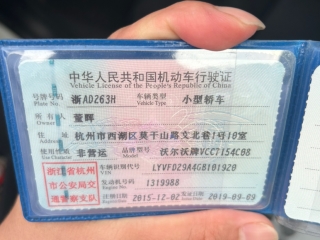 中华人民共和国机动车行驶证
Vehicle License of the People's Republic of China
号牌号码 浙AD263H 车辆类型 小型轿车
Plate No. Vehicle Type
所有人 董晖
Owner
住址 杭州市西湖区莫干山路文北巷1号10室
Address
使用性质 非营运 品牌型号 沃尔沃牌VCC7154C08
Use Character Model
浙江省杭州 车辆识别代号 LYVFD29A4GB101920
VIN
市公安局交 发动机号码 1319988
Engine No.
通警察支队 注册日期 2015-12-02 发证日期 2019-09-09